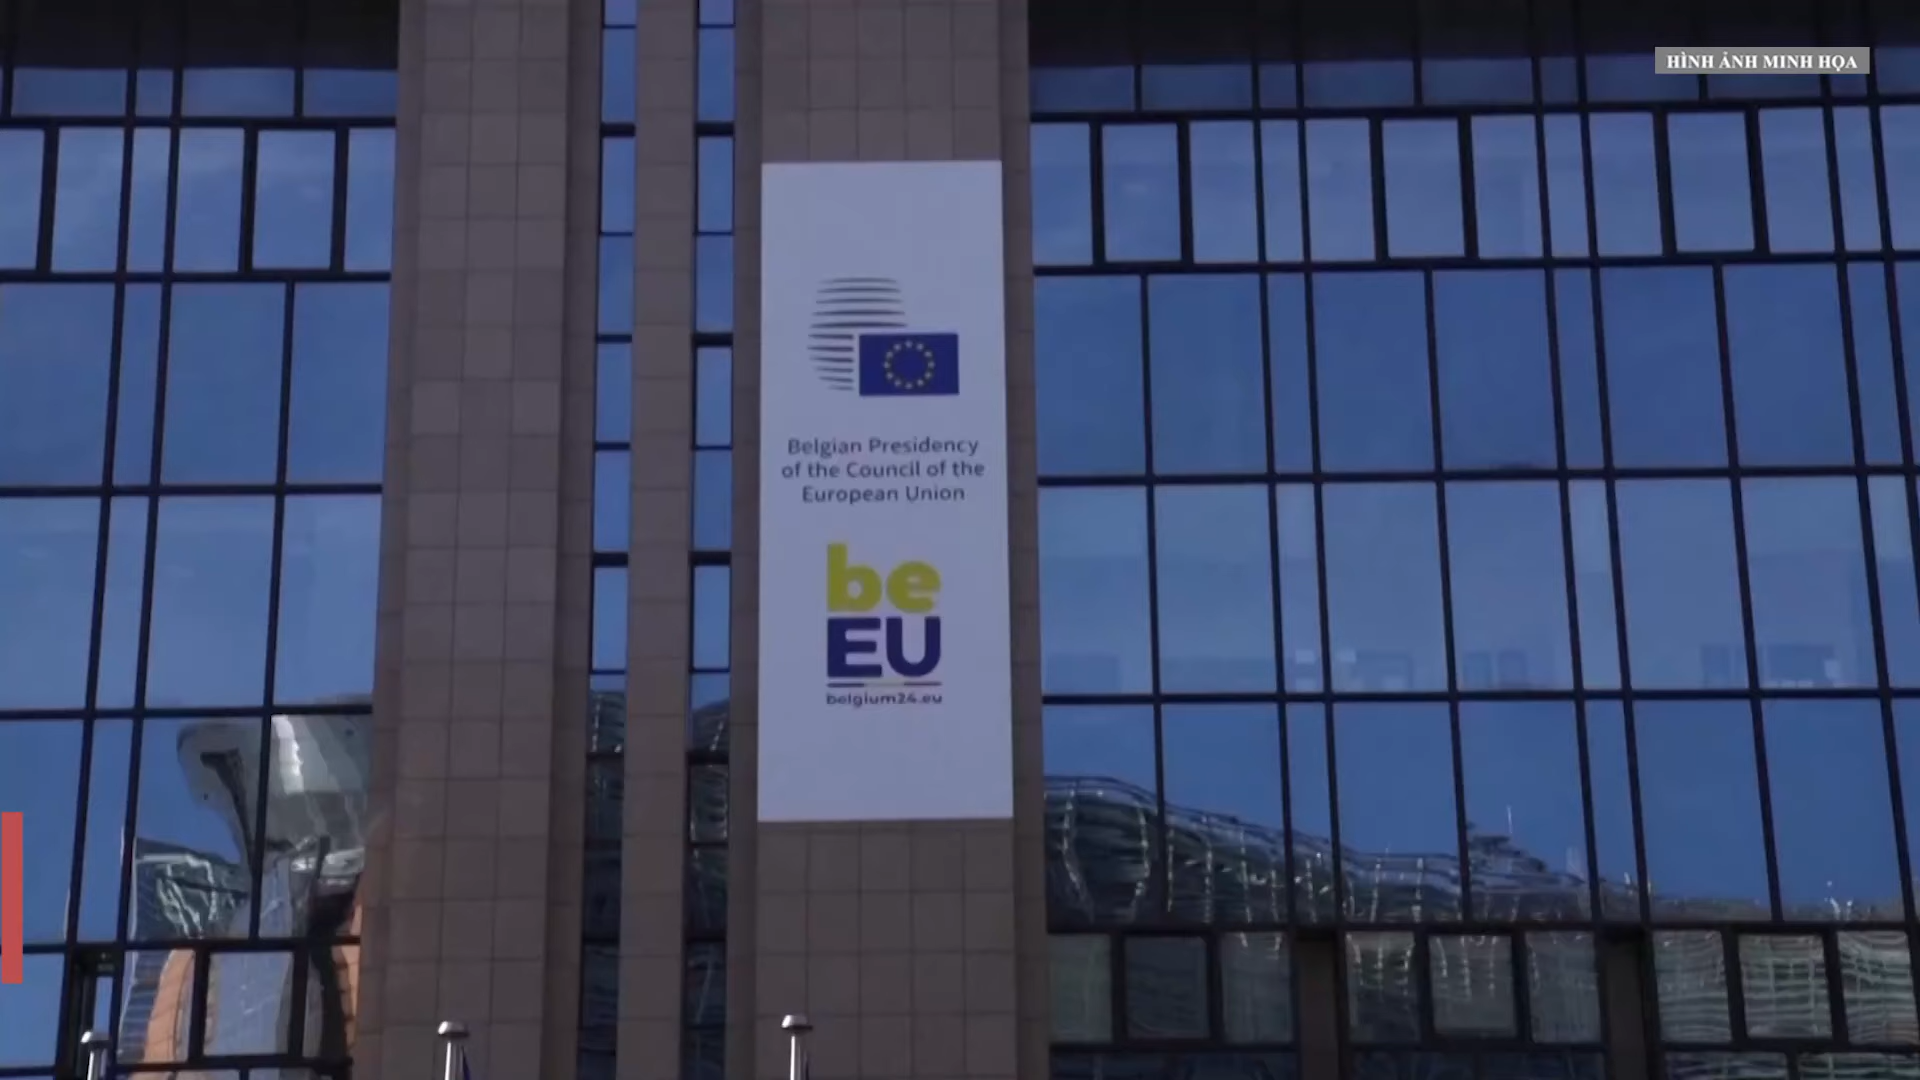 HÌNH ẢNH MINH HỌA
Belgian Presidency
of the Council of the
European Union
be
EU
belgium24.eu